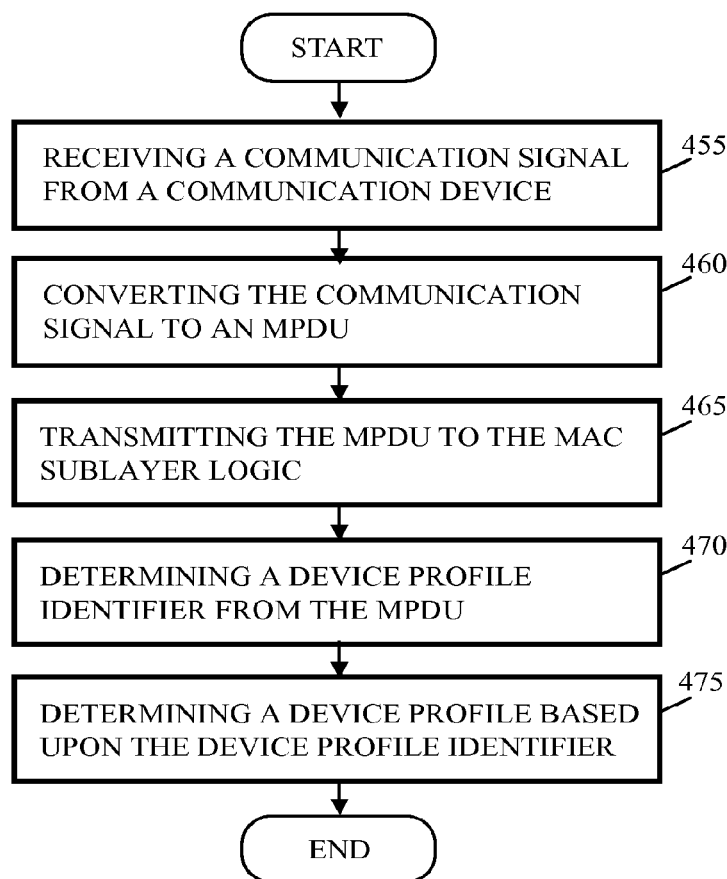 START
455
RECEIVING A COMMUNICATION SIGNAL
FROM A COMMUNICATION DEVICE
460
CONVERTING THE COMMUNICATION
SIGNAL TO AN MPDU
465
TRANSMITTING THE MPDU TO THE MAC
SUBLAYER LOGIC
470
DETERMINING A DEVICE PROFILE
IDENTIFIER FROM THE MPDU
475
DETERMINING A DEVICE PROFILE BASED
UPON THE DEVICE PROFILE IDENTIFIER
END